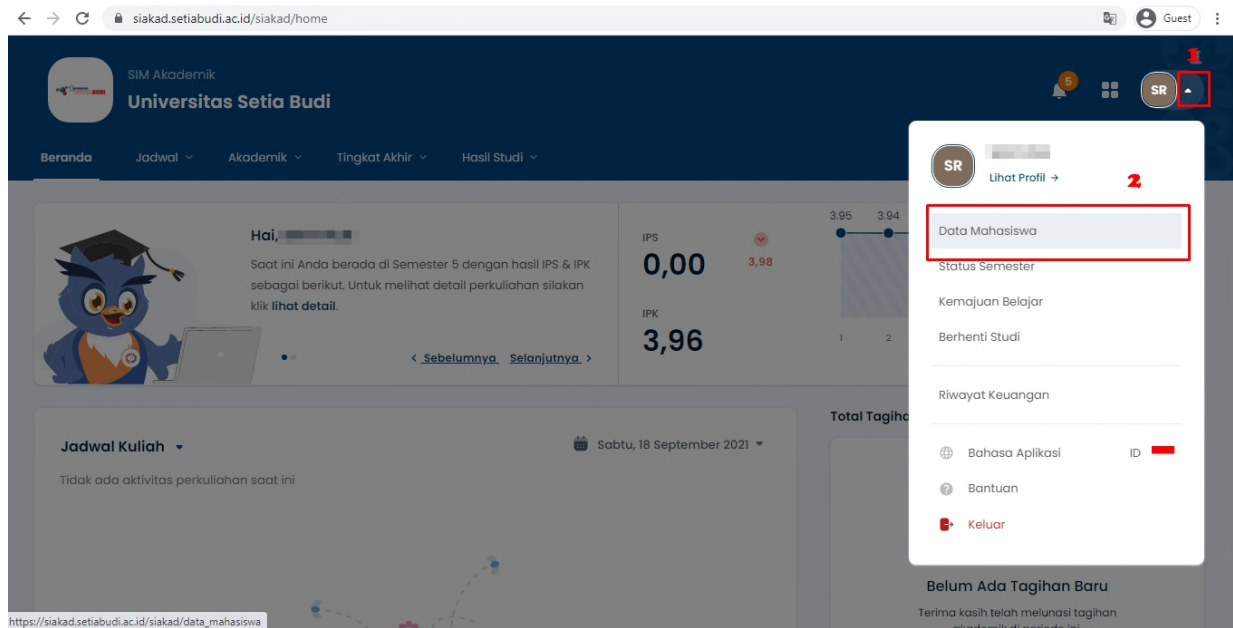 siakad.setiabudi.ac.id/siakad/home
Guest
1
SIM Akademik
Universitas Setia Budi
5
SR
Beranda
Jadwal
Akademik
Tingkat Akhir
Hasil Studi
SR
Lihat Profil →
2
Data Mahasiswa
Status Semester
Kemajuan Belajar
Berhenti Studi
Riwayat Keuangan
Bahasa Aplikasi ID
Bantuan
Keluar
Hai,
Saat ini Anda berada di Semester 5 dengan hasil IPS & IPK
sebagai berikut. Untuk melihat detail perkuliahan silakan
klik lihat detail.
< Sebelumnya Selanjutnya >
IPS
0,00 3,98
IPK
3,96
3.95 3.94
1 2
Jadwal Kuliah
Sabtu, 18 September 2021
Tidak ada aktivitas perkuliahan saat ini
Belum Ada Tagihan Baru
Terima kasih telah melunasi tagihan
akademik di periode ini
https://siakad.setiabudi.ac.id/siakad/data_mahasiswa